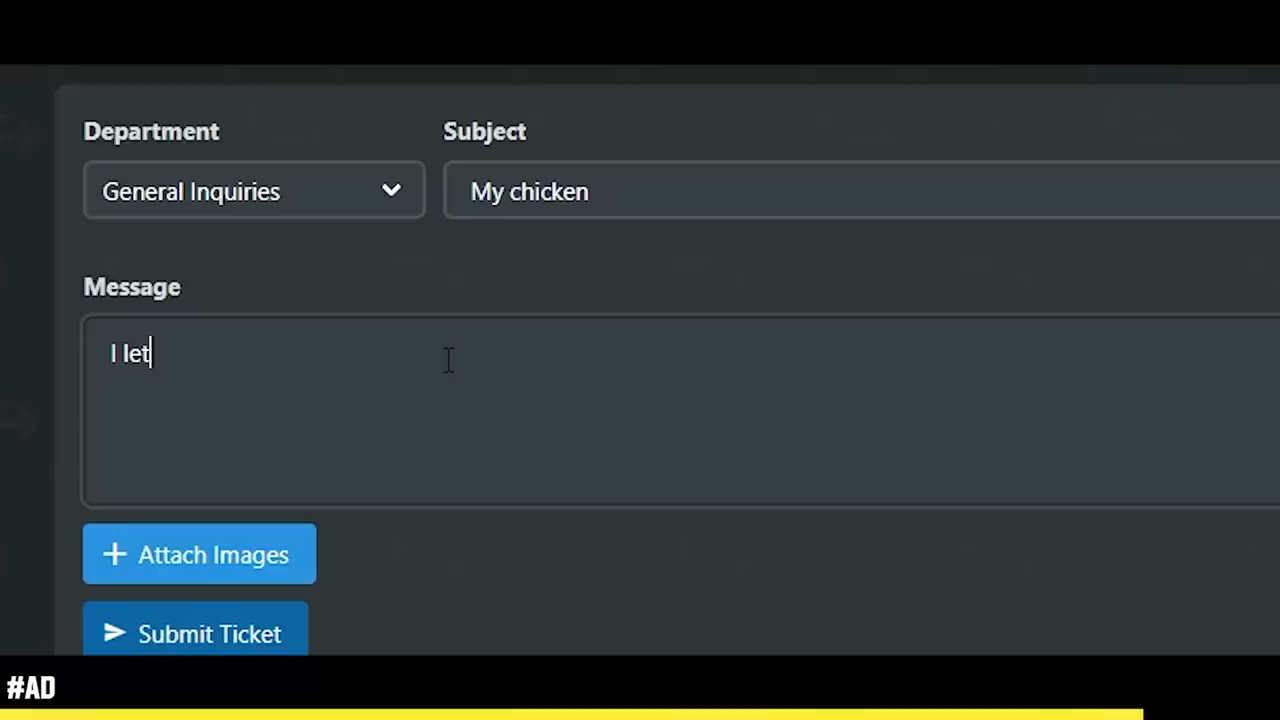 Department
Subject
General Inquiries
My chicken
Message
I let
Attach Images
Submit Ticket
#AD